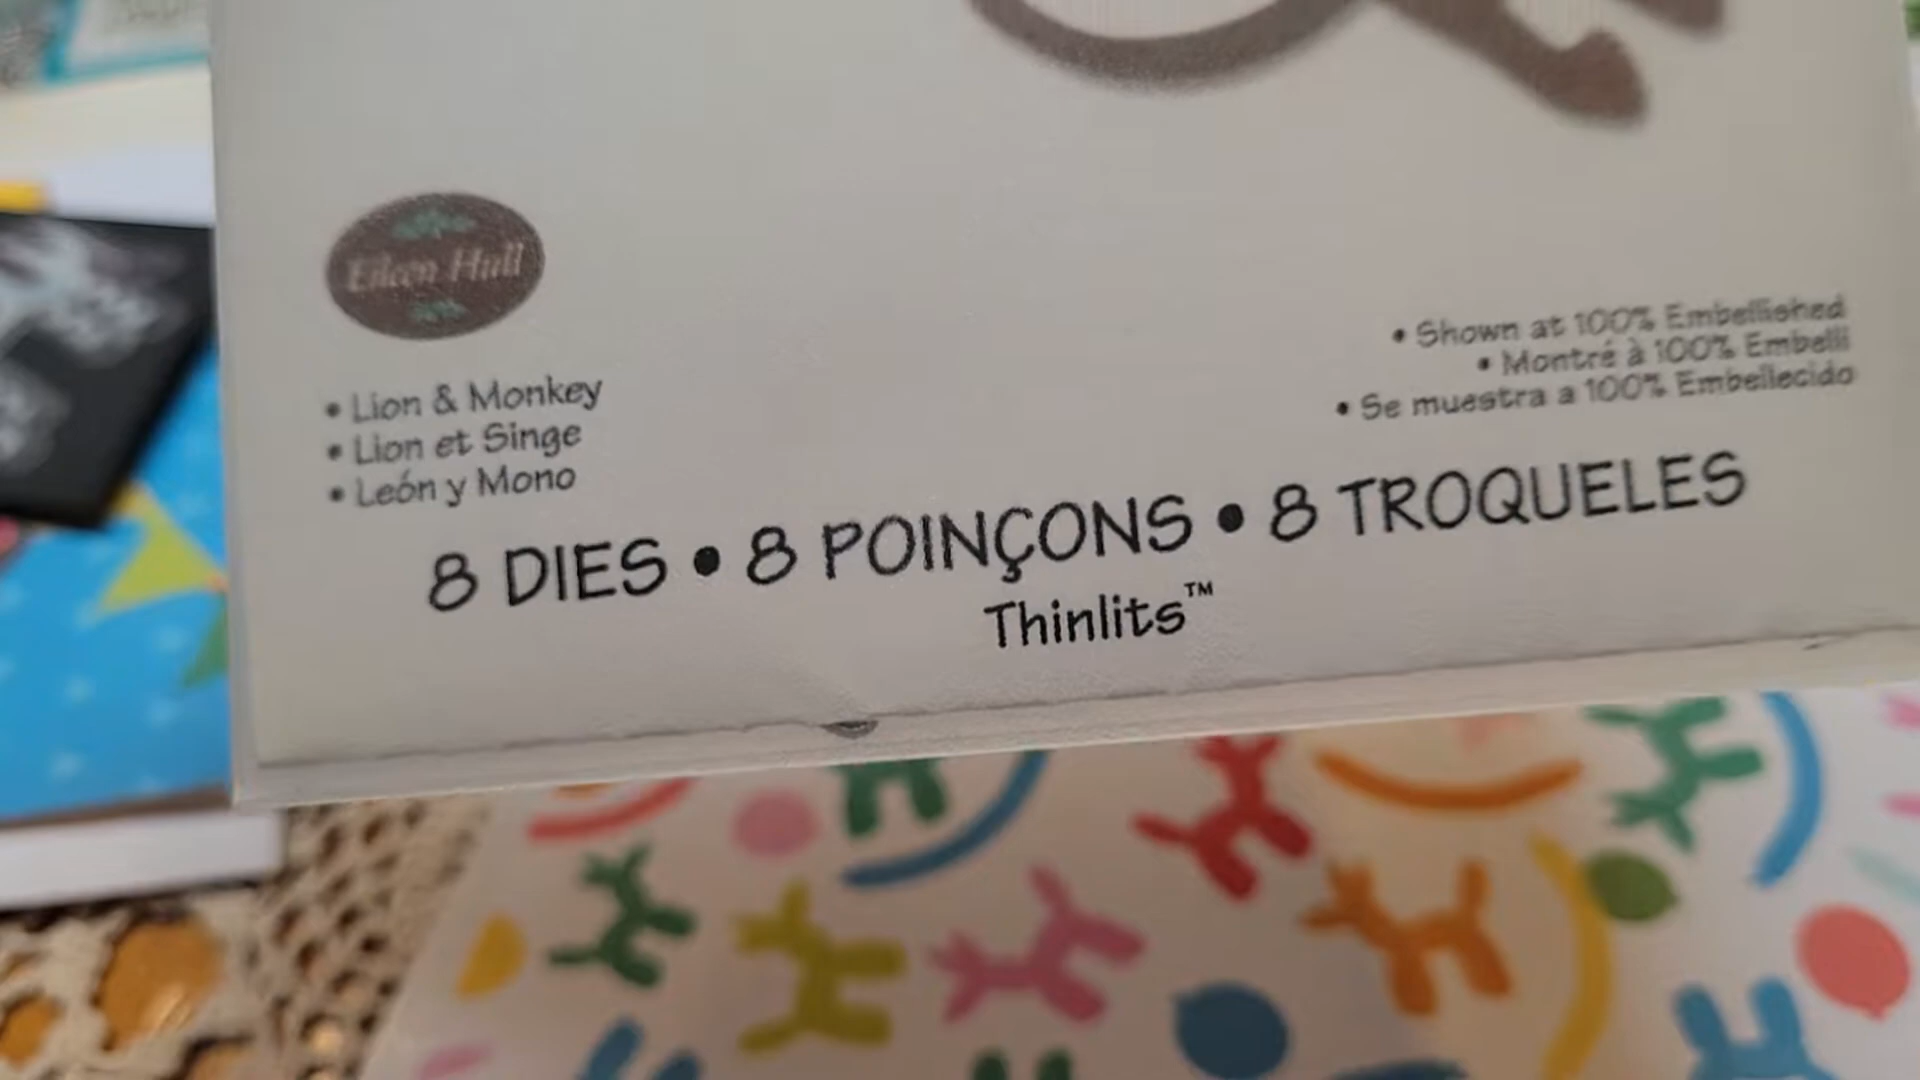 Eileen Hull
• Lion & Monkey
• Lion et Singe
• León y Mono
• Shown at 100% Embellished
• Montré à 100% Embelli
• Se muestra a 100% Embellecido
8 DIES • 8 POINÇONS • 8 TROQUELES
Thinlits™